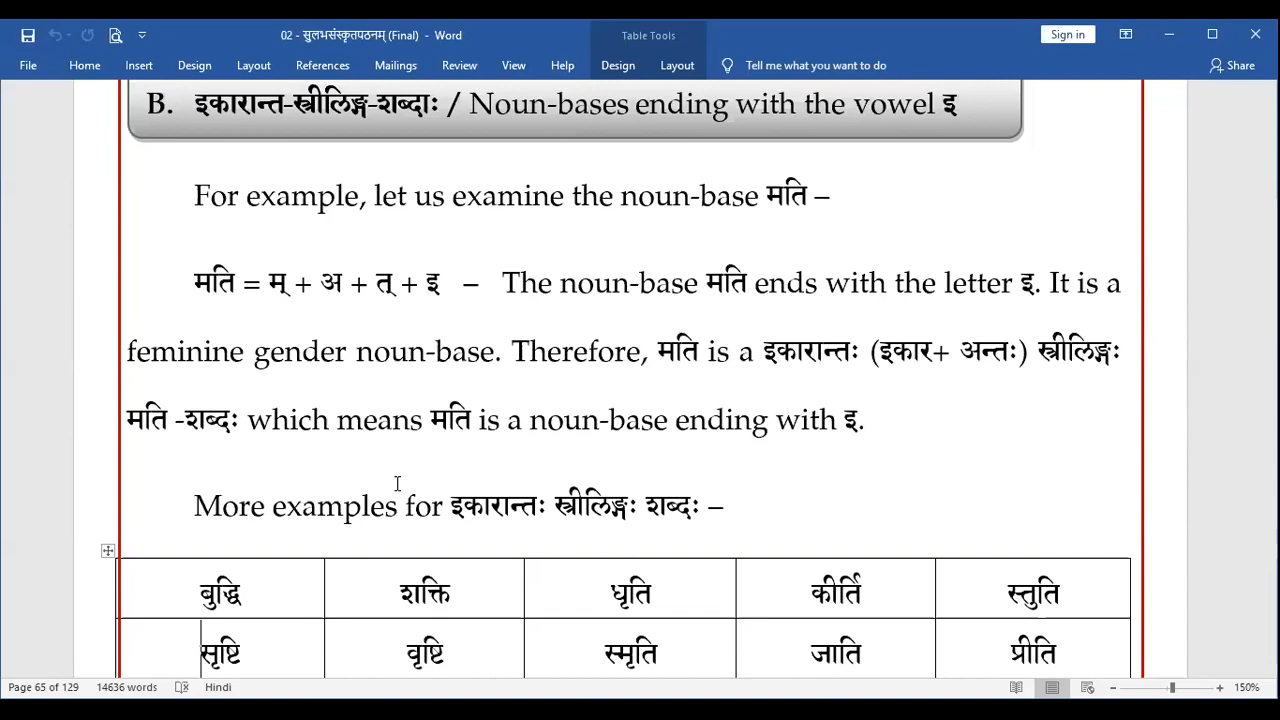 02 - सुलभसंस्कृतपठनम् (Final) - Word
Table Tools
Sign in
File Home Insert Design Layout References Mailings Review View Help Design Layout Tell me what you want to do Share
B. इकारान्त-स्त्रीलिङ्ग-शब्दाः / Noun-bases ending with the vowel इ
For example, let us examine the noun-base मति –
मति = म् + अ + त् + इ – The noun-base मति ends with the letter इ. It is a
feminine gender noun-base. Therefore, मति is a इकारान्तः (इकार+ अन्तः) स्त्रीलिङ्गः
मति -शब्दः which means मति is a noun-base ending with इ.
More examples for इकारान्तः स्त्रीलिङ्गः शब्दः –
बुद्धि शक्ति धृति कीर्ति स्तुति
सृष्टि वृष्टि स्मृति जाति प्रीति
Page 65 of 129 14636 words Hindi 150%